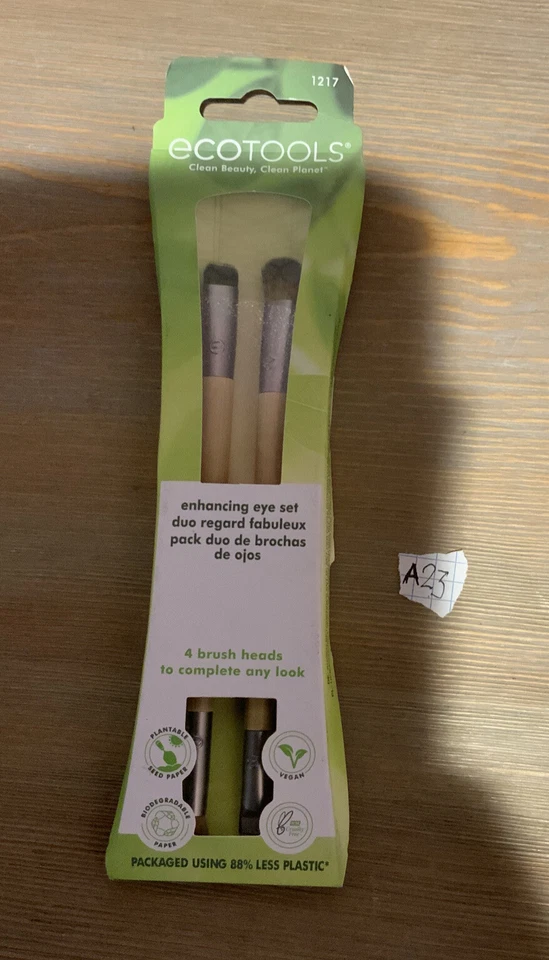 1217
ecoTOOLS®
Clean Beauty, Clean Planet™
enhancing eye set
duo regard fabuleux
pack duo de brochas
de ojos
A23
4 brush heads
to complete any look
PLANTABLE
SEED PAPER
VEGAN
BIODEGRADABLE
PAPER
PACKAGED USING 88% LESS PLASTIC*